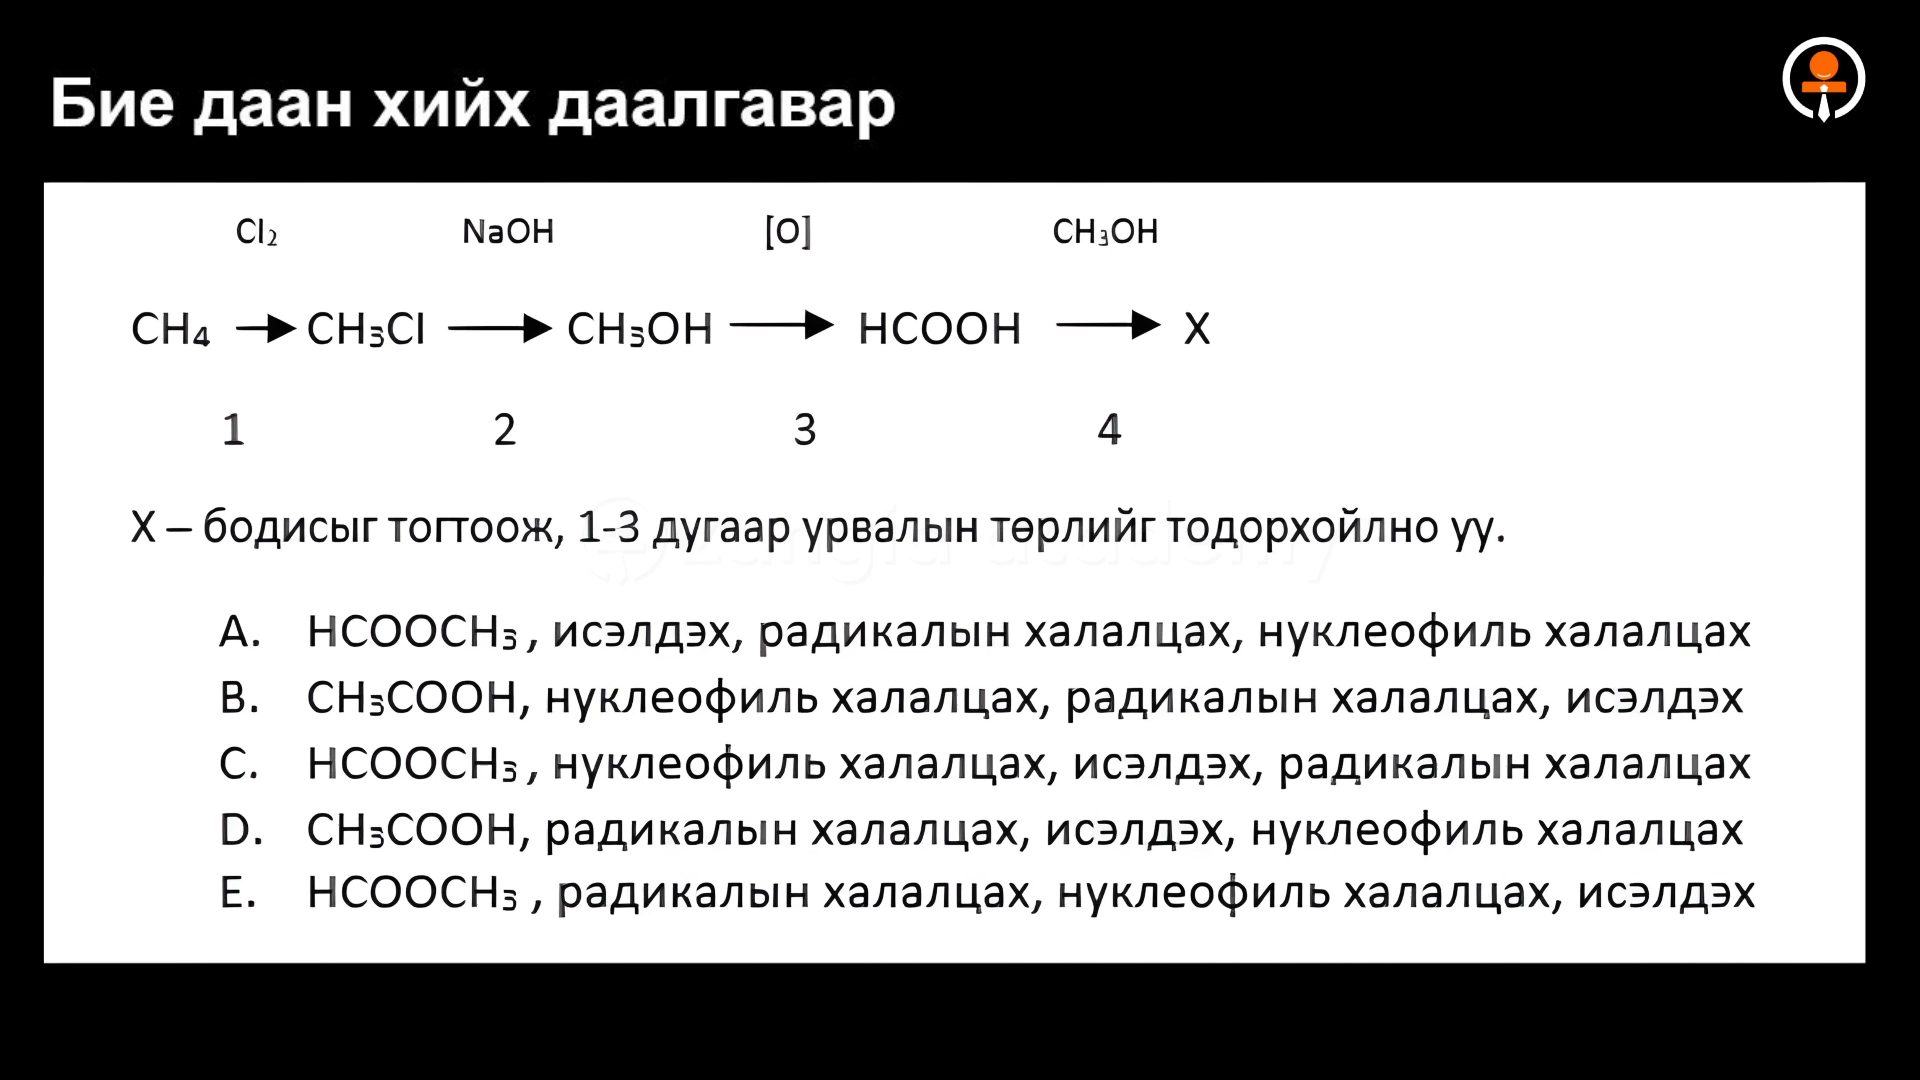 Бие даан хийх даалгавар
Cl₂ NaOH [O] CH₃OH
CH₄ → CH₃Cl → CH₃OH → HCOOH → X
1 2 3 4
X – бодисыг тогтоож, 1-3 дугаар урвалын төрлийг тодорхойлно уу.
A. HCOOCH₃ , исэлдэх, радикалын халалцах, нуклеофиль халалцах
B. CH₃COOH, нуклеофиль халалцах, радикалын халалцах, исэлдэх
C. HCOOCH₃ , нуклеофиль халалцах, исэлдэх, радикалын халалцах
D. CH₃COOH, радикалын халалцах, исэлдэх, нуклеофиль халалцах
E. HCOOCH₃ , радикалын халалцах, нуклеофиль халалцах, исэлдэх